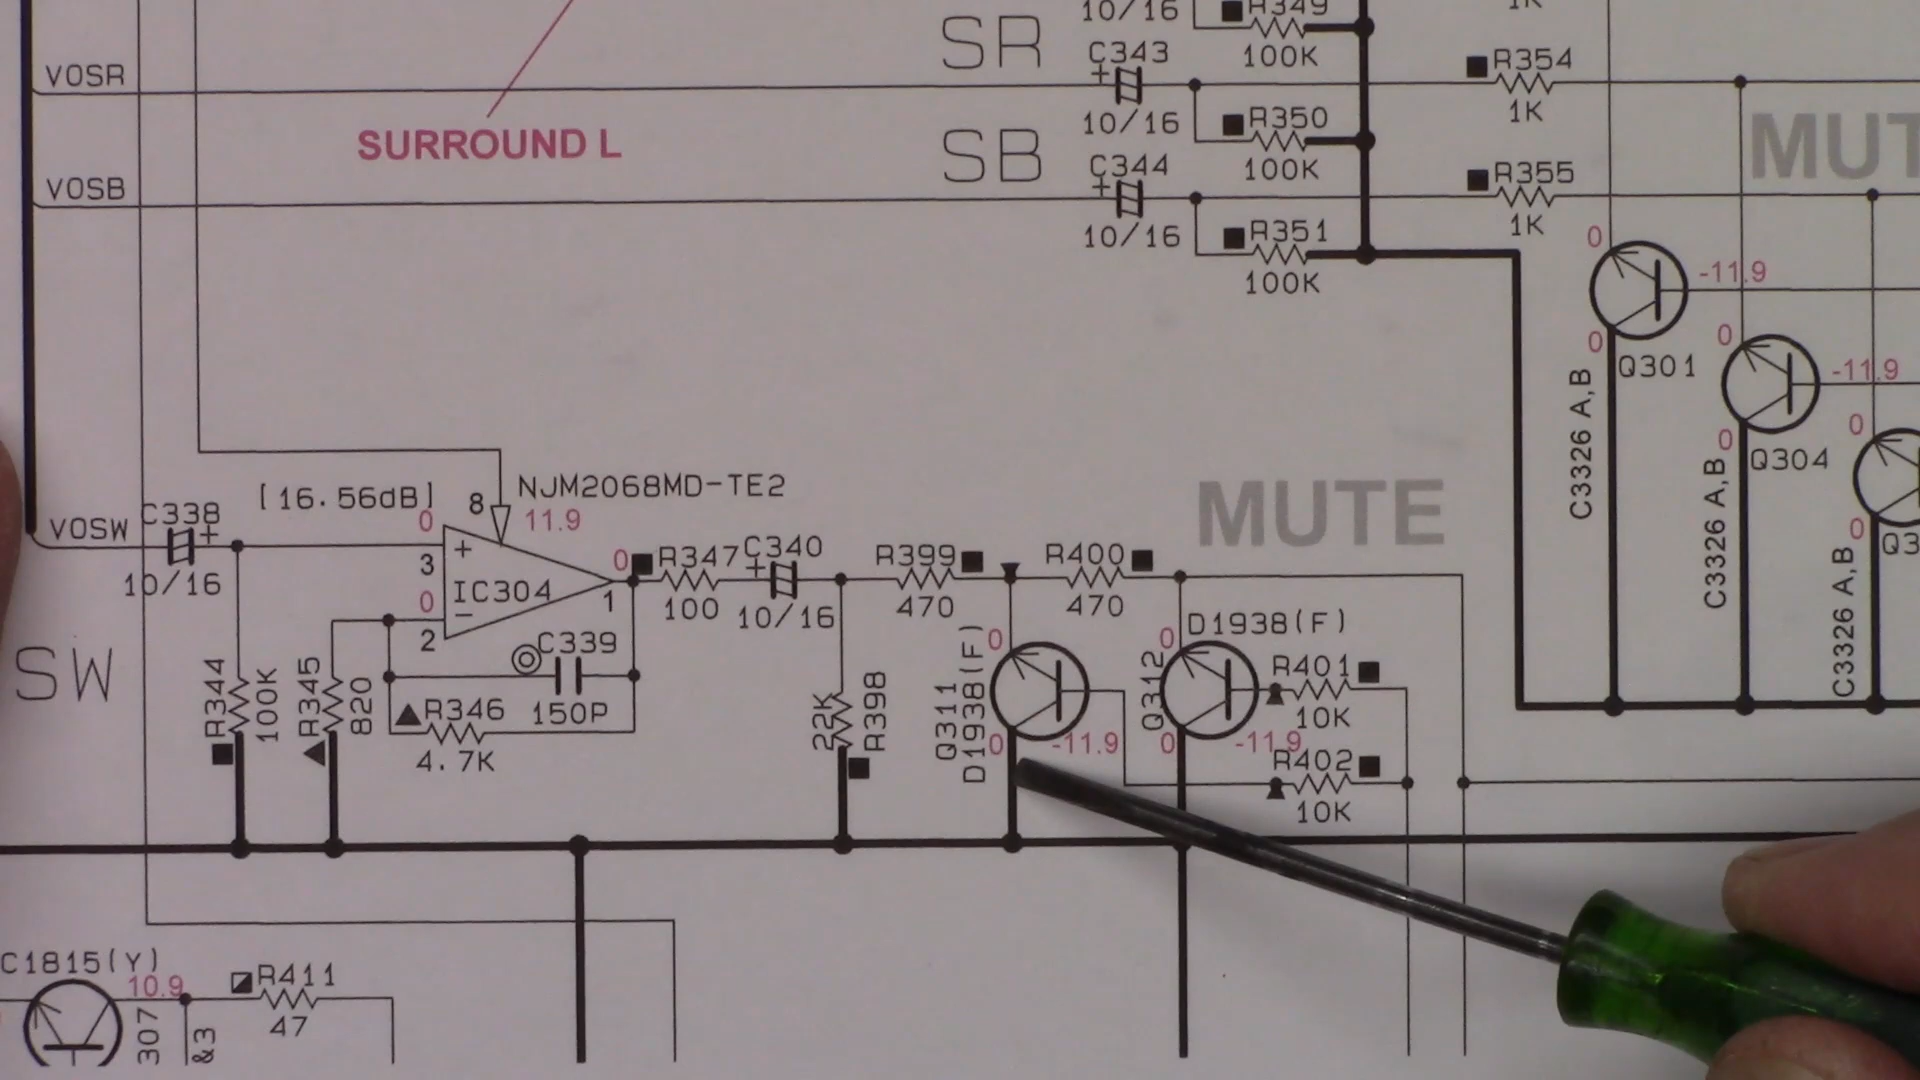 10/16
R349
100K
1K
SR
C343
+
10/16
R354
1K
VOSR
SURROUND L
R350
100K
SB
C344
+
10/16
R355
1K
VOSB
R351
100K
0
-11.9
0
Q301
C3326 A,B
0
-11.9
0
Q304
C3326 A,B
0
0
C3326 A,B
MUTE
VOSW
C338
+
10/16
[16.56dB]
0
3
+
8
NJM2068MD-TE2
11.9
IC304
0
2
-
0
1
R347
100
C340
+
10/16
R399
470
R400
470
SW
R344
100K
R345
820
C339
150P
R346
4.7K
22K
R398
0
Q311
D1938(F)
0
-11.9
0
Q312
D1938(F)
0
-11.9
R401
10K
R402
10K
C1815(Y)
10.9
R411
47
307
&3